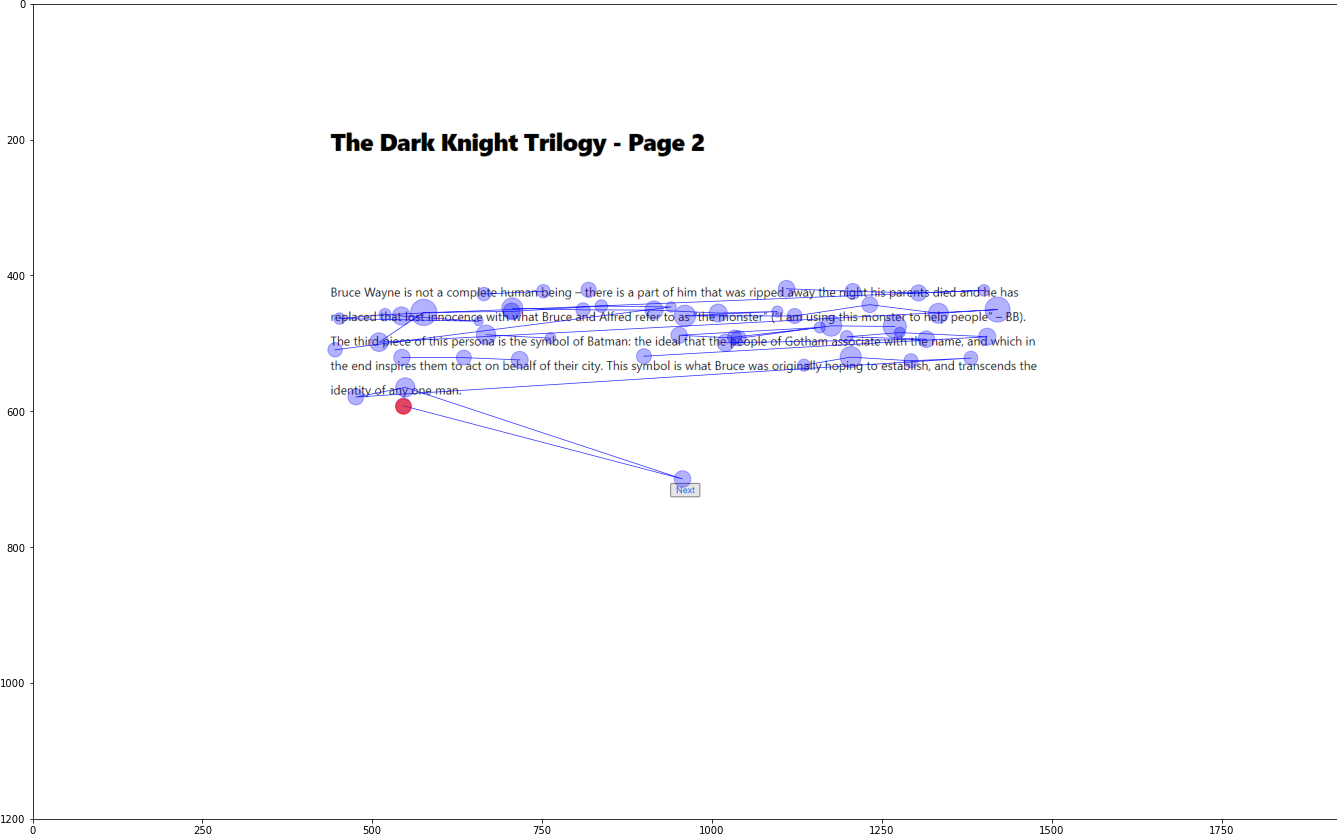 0
200
The Dark Knight Trilogy - Page 2
400
Bruce Wayne is not a complete human being – there is a part of him that was ripped away the night his parents died and he has
replaced that lost innocence with what Bruce and Alfred refer to as "the monster" ("I am using this monster to help people" – BB).
The third piece of this persona is the symbol of Batman: the ideal that the people of Gotham associate with the name, and which in
the end inspires them to act on behalf of their city. This symbol is what Bruce was originally hoping to establish, and transcends the
identity of any one man.
600
Next
800
1000
1200
0 250 500 750 1000 1250 1500 1750